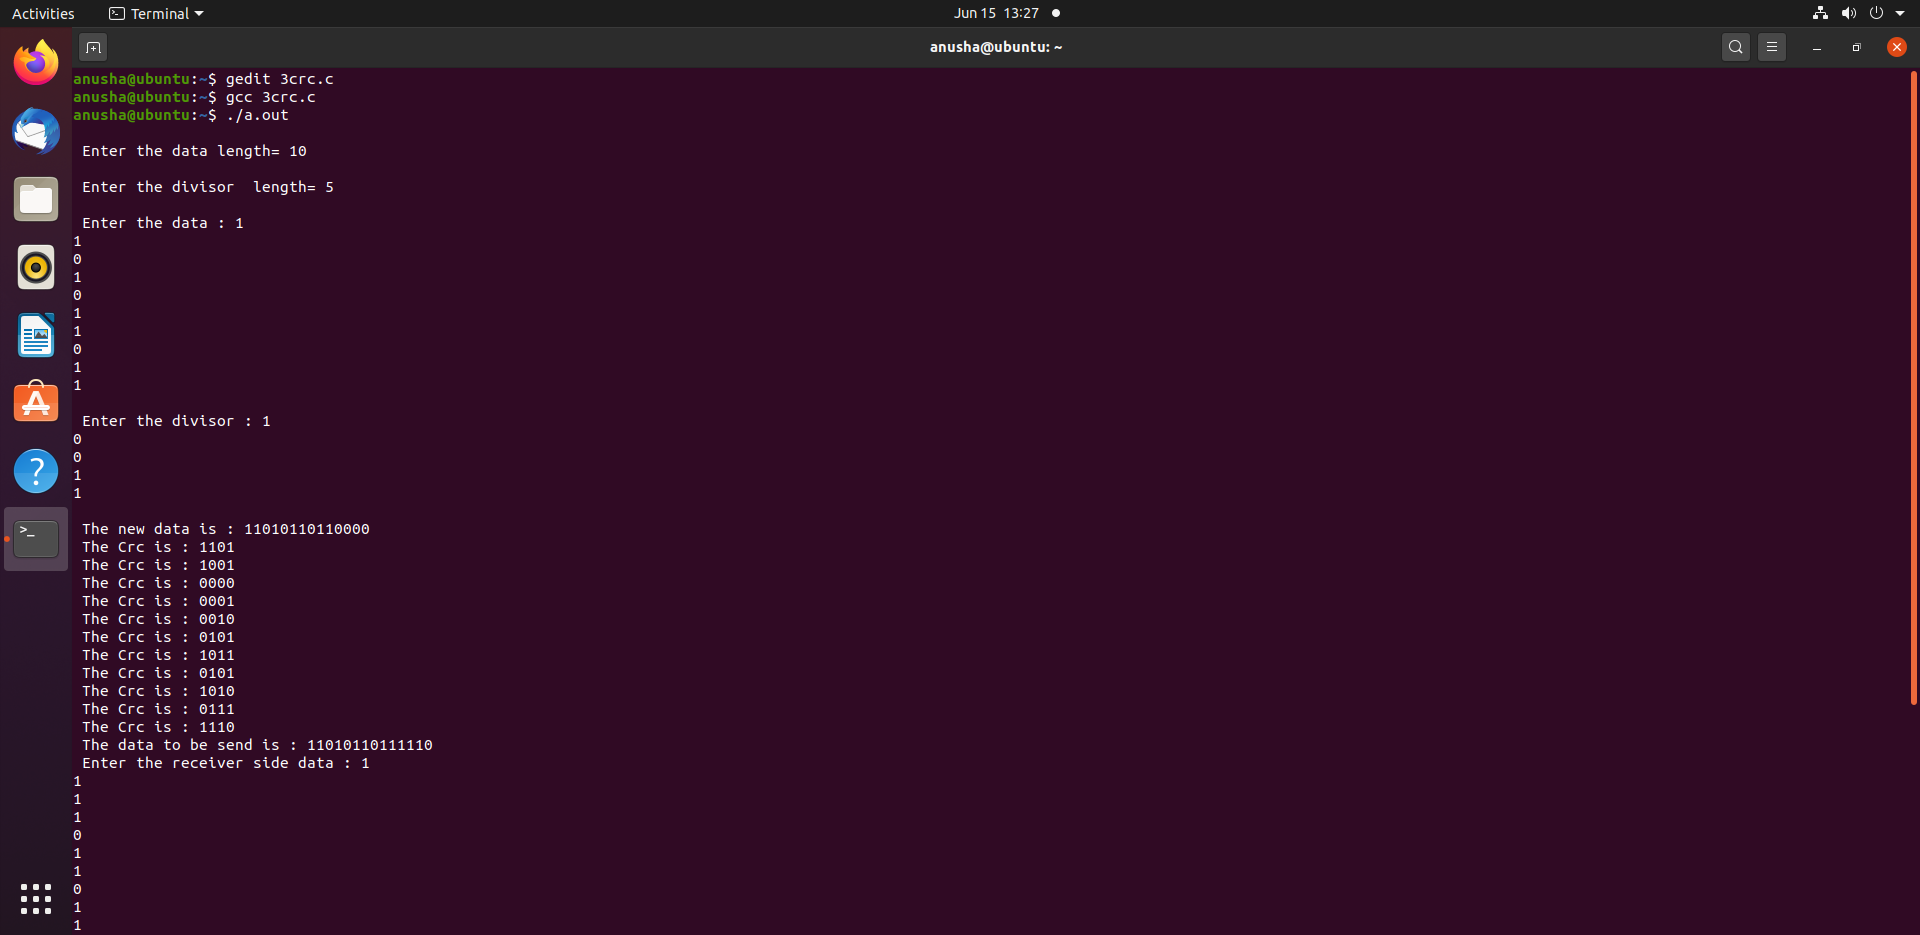 Activities Terminal Jun 15 13:27
anusha@ubuntu: ~
anusha@ubuntu:~$ gedit 3crc.c
anusha@ubuntu:~$ gcc 3crc.c
anusha@ubuntu:~$ ./a.out
Enter the data length= 10
Enter the divisor  length= 5
Enter the data : 1
1
0
1
0
1
1
0
1
1
Enter the divisor : 1
0
0
1
1
The new data is : 11010110110000
The Crc is : 1101
The Crc is : 1001
The Crc is : 0000
The Crc is : 0001
The Crc is : 0010
The Crc is : 0101
The Crc is : 1011
The Crc is : 0101
The Crc is : 1010
The Crc is : 0111
The Crc is : 1110
The data to be send is : 11010110111110
Enter the receiver side data : 1
1
1
1
0
1
1
0
1
1